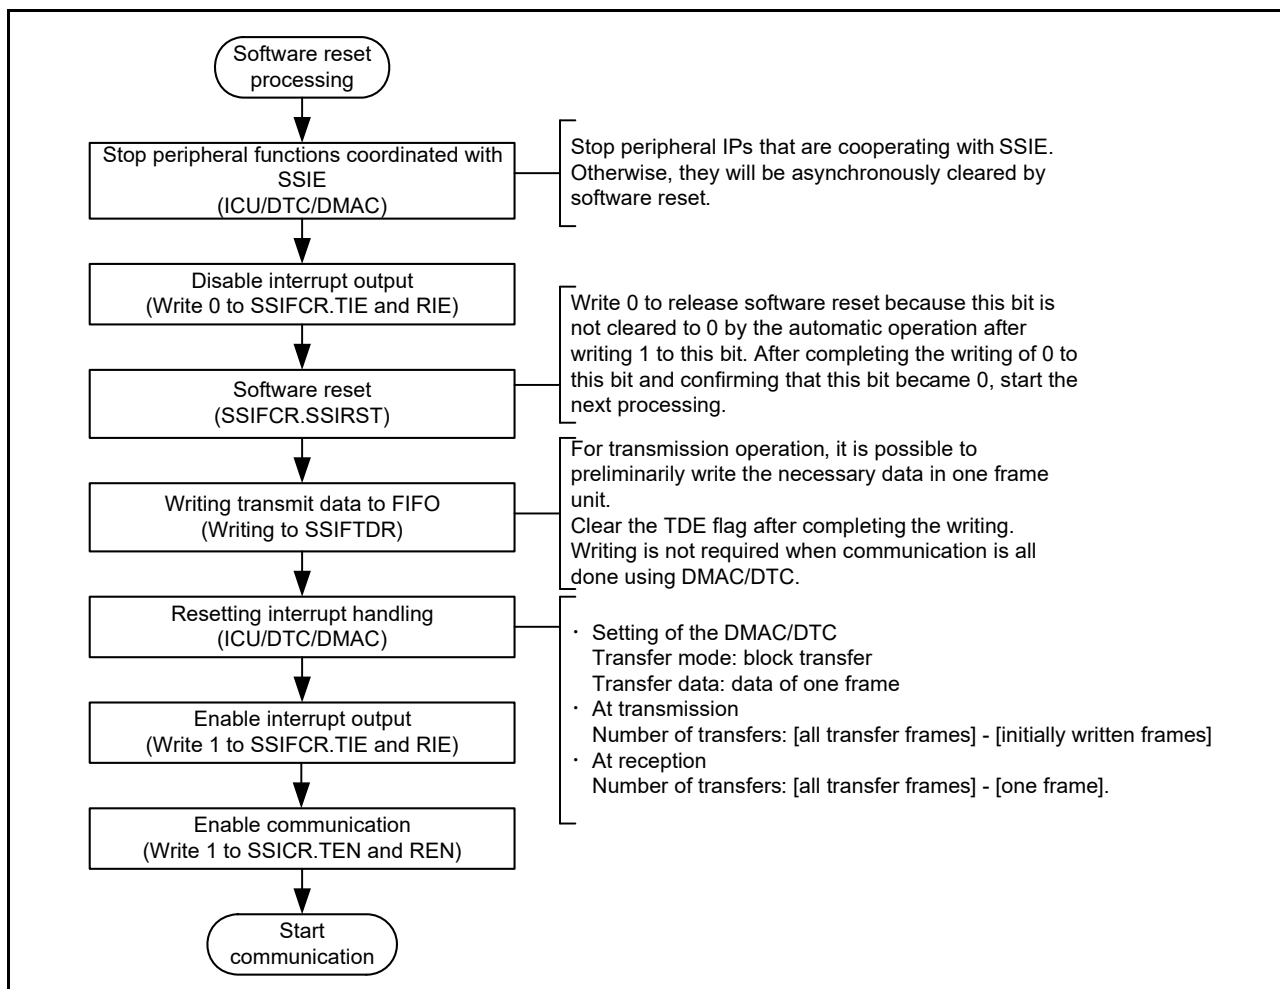 Software reset
processing
Stop peripheral functions coordinated with
SSIE
(ICU/DTC/DMAC)
Stop peripheral IPs that are cooperating with SSIE.
Otherwise, they will be asynchronously cleared by
software reset.
Disable interrupt output
(Write 0 to SSIFCR.TIE and RIE)
Software reset
(SSIFCR.SSIRST)
Write 0 to release software reset because this bit is
not cleared to 0 by the automatic operation after
writing 1 to this bit. After completing the writing of 0 to
this bit and confirming that this bit became 0, start the
next processing.
Writing transmit data to FIFO
(Writing to SSIFTDR)
For transmission operation, it is possible to
preliminarily write the necessary data in one frame
unit.
Clear the TDE flag after completing the writing.
Writing is not required when communication is all
done using DMAC/DTC.
Resetting interrupt handling
(ICU/DTC/DMAC)
・ Setting of the DMAC/DTC
Transfer mode: block transfer
Transfer data: data of one frame
・ At transmission
Number of transfers: [all transfer frames] - [initially written frames]
・ At reception
Number of transfers: [all transfer frames] - [one frame].
Enable interrupt output
(Write 1 to SSIFCR.TIE and RIE)
Enable communication
(Write 1 to SSICR.TEN and REN)
Start
communication